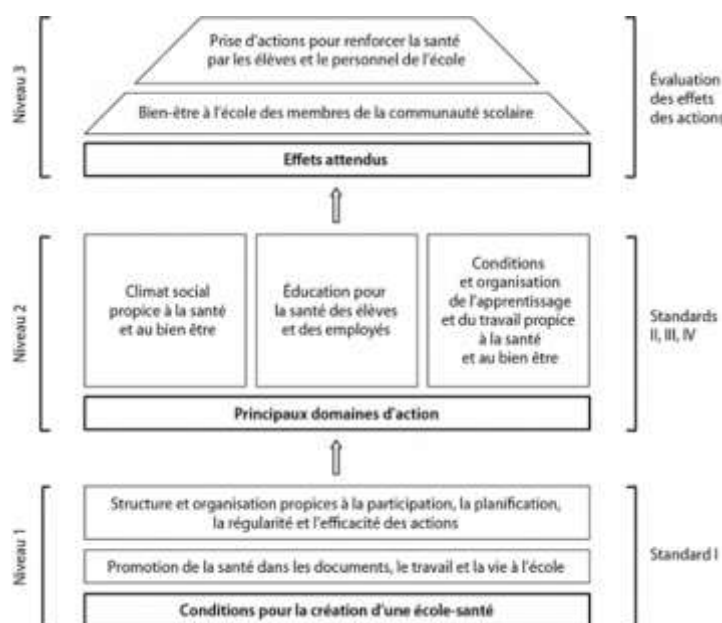 Niveau 3
Prise d'actions pour renforcer la santé
par les élèves et le personnel de l'école
Bien-être à l'école des membres de la communauté scolaire
Effets attendus
Évaluation
des effets
des actions
Niveau 2
Climat social
propice à la santé
et au bien être
Éducation pour
la santé des élèves
et des employés
Conditions
et organisation
de l'apprentissage
et du travail propice
à la santé
et au bien être
Principaux domaines d'action
Standards
II, III, IV
Niveau 1
Structure et organisation propices à la participation, la planification,
la régularité et l'efficacité des actions
Promotion de la santé dans les documents, le travail et la vie à l'école
Conditions pour la création d'une école-santé
Standard I